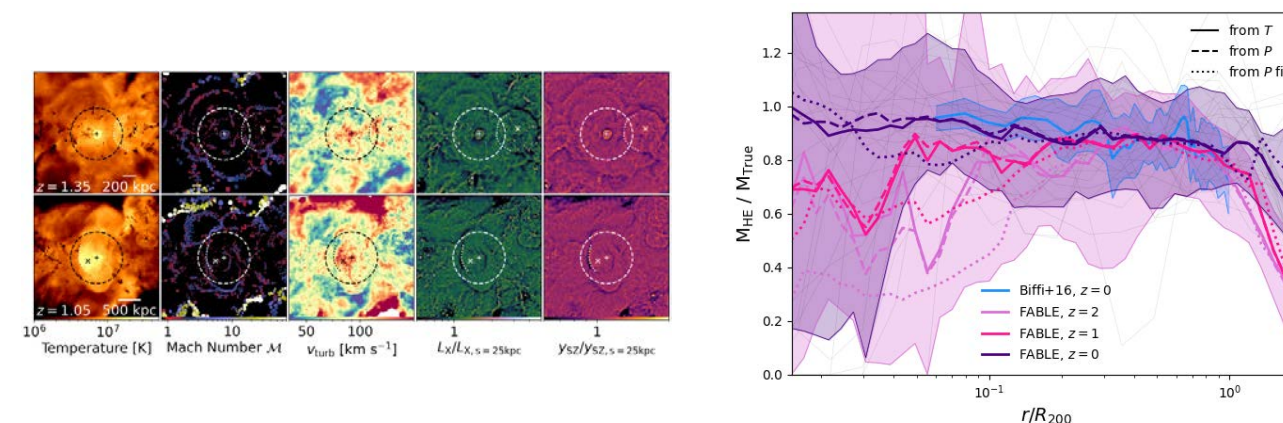 z = 1.35 200 kpc
z = 1.05 500 kpc
10⁶ 10⁷ 1 10 50 100 1 1
Temperature [K] Mach Number ℳ v_turb [km s⁻¹] L_X/L_X, s = 25kpc y_SZ/y_SZ, s = 25kpc
M_HE / M_True
1.2
1.0
0.8
0.6
0.4
0.2
0.0
from T
from P
from P fi
Biffi+16, z = 0
FABLE, z = 2
FABLE, z = 1
FABLE, z = 0
10⁻¹ 10⁰
r/R₂₀₀